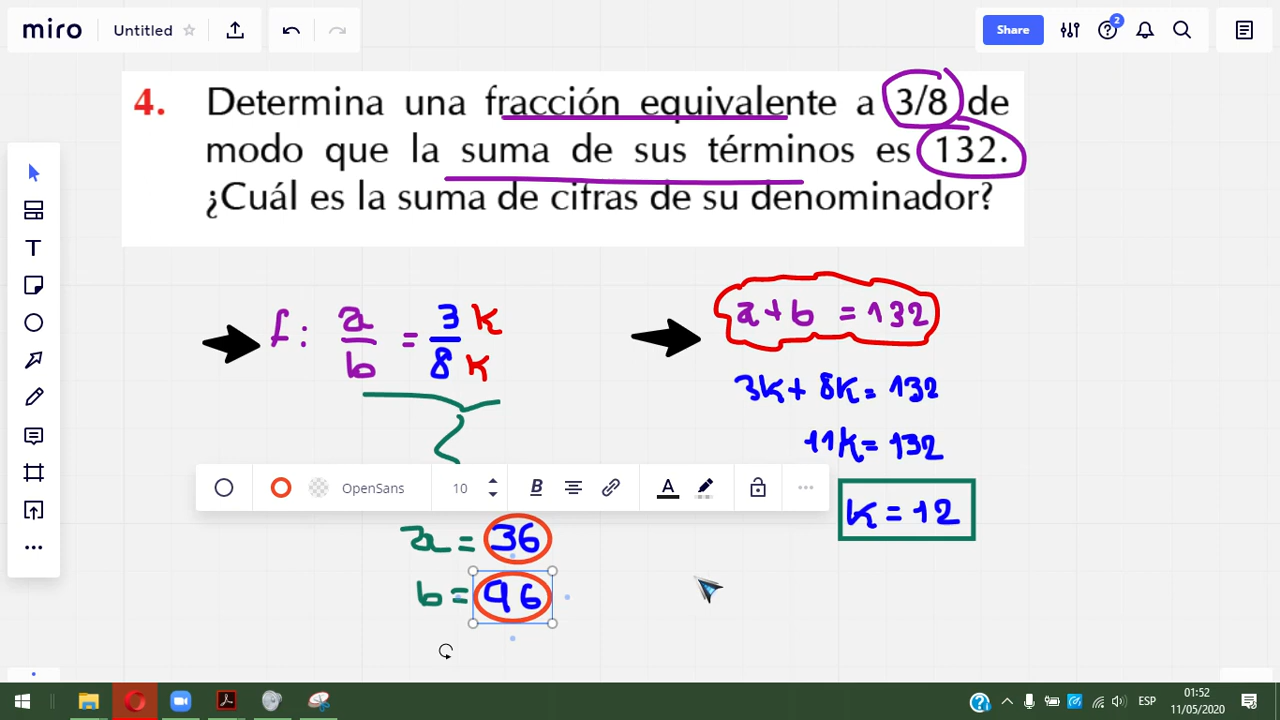 miro Untitled Share 2
4. Determina una fracción equivalente a 3/8 de
modo que la suma de sus términos es 132.
¿Cuál es la suma de cifras de su denominador?
f: a/b = 3k/8k
a + b = 132
3k + 8k = 132
11k = 132
k = 12
OpenSans 10 B A
a = 36
b = 96
ESP 01:52
11/05/2020